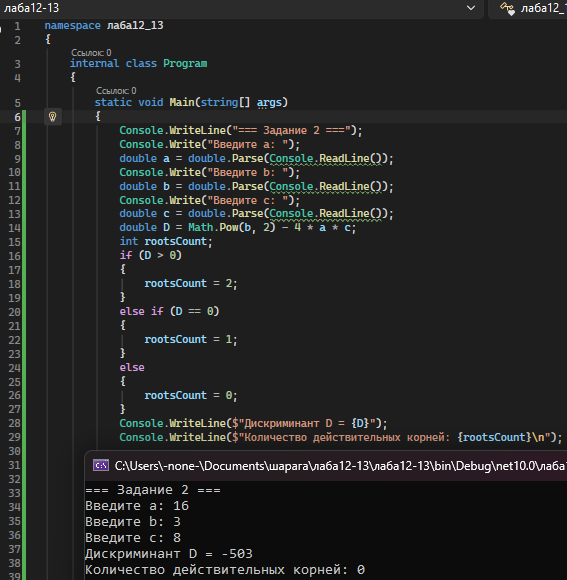 лаба12-13
лаба12_1
1 namespace лаба12_13
2 {
Ссылок: 0
3 internal class Program
4 {
Ссылок: 0
5 static void Main(string[] args)
6 {
7 Console.WriteLine("=== Задание 2 ===");
8 Console.Write("Введите a: ");
9 double a = double.Parse(Console.ReadLine());
10 Console.Write("Введите b: ");
11 double b = double.Parse(Console.ReadLine());
12 Console.Write("Введите c: ");
13 double c = double.Parse(Console.ReadLine());
14 double D = Math.Pow(b, 2) - 4 * a * c;
15 int rootsCount;
16 if (D > 0)
17 {
18 rootsCount = 2;
19 }
20 else if (D == 0)
21 {
22 rootsCount = 1;
23 }
24 else
25 {
26 rootsCount = 0;
27 }
28 Console.WriteLine($"Дискриминант D = {D}");
29 Console.WriteLine($"Количество действительных корней: {rootsCount}\n");
30
31
32
33
34
35
36
37
38
39
C:\Users\-none-\Documents\шарага\лаба12-13\лаба12-13\bin\Debug\net10.0\лаба
=== Задание 2 ===
Введите a: 16
Введите b: 3
Введите c: 8
Дискриминант D = -503
Количество действительных корней: 0